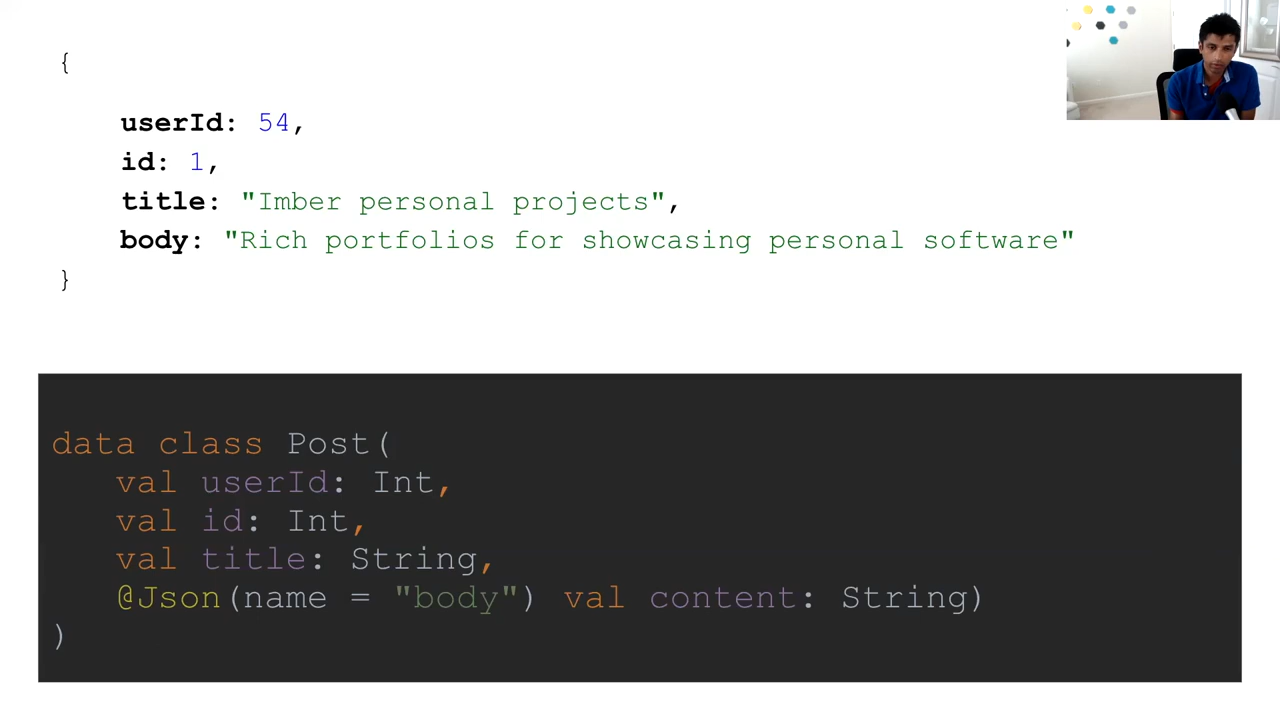 {
userId: 54,
id: 1,
title: "Imber personal projects",
body: "Rich portfolios for showcasing personal software"
}
data class Post(
val userId: Int,
val id: Int,
val title: String,
@Json(name = "body") val content: String)
)